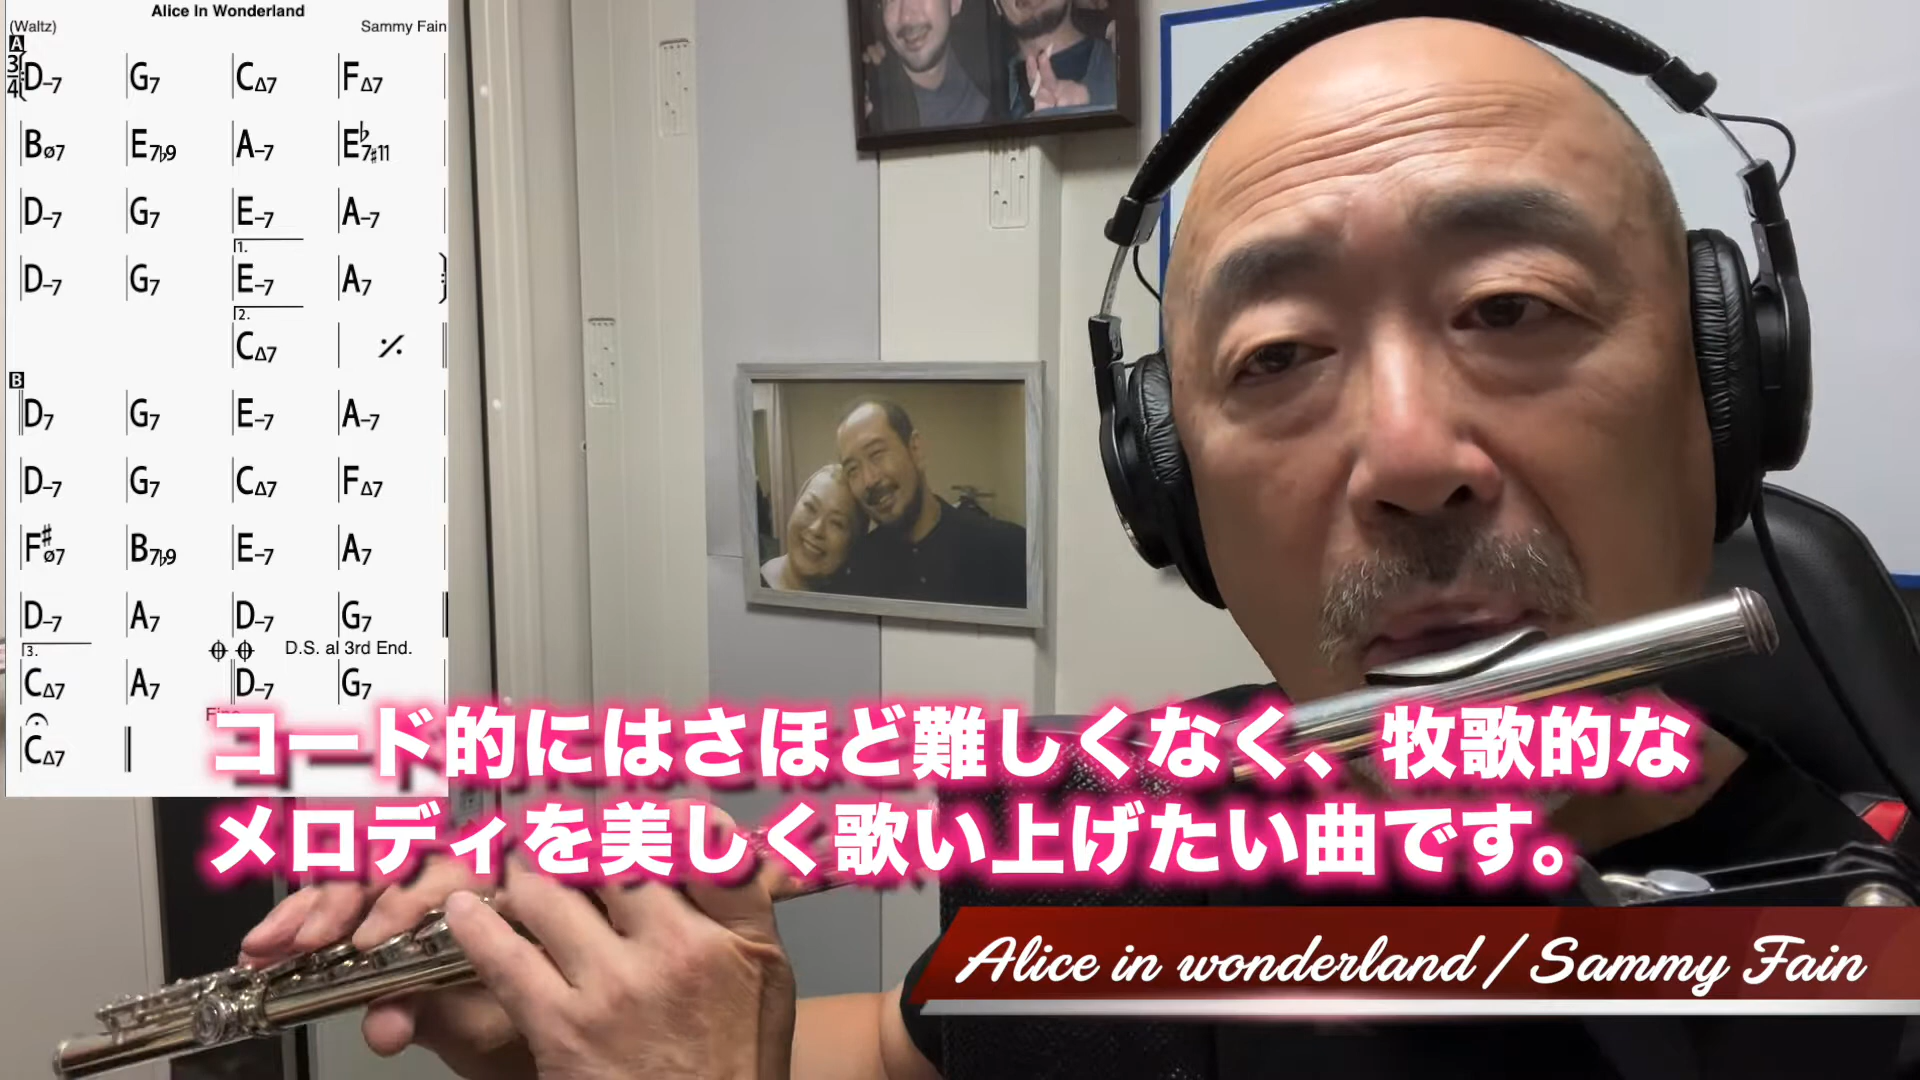 Alice In Wonderland
(Waltz) Sammy Fain
A
3/4 D–7 G7 CΔ7 FΔ7
Bø7 E7♭9 A–7 E♭7♯11
D–7 G7 E–7 A–7
1.
D–7 G7 E–7 A7
2.
CΔ7 𝄎
B
D7 G7 E–7 A–7
D–7 G7 CΔ7 FΔ7
F♯ø7 B7♭9 E–7 A7
D–7 A7 D–7 G7
3. D.S. al 3rd End.
CΔ7 A7 D–7 G7
Fine
CΔ7
コード的にはさほど難しくなく、牧歌的な
メロディを美しく歌い上げたい曲です。
Alice in wonderland / Sammy Fain